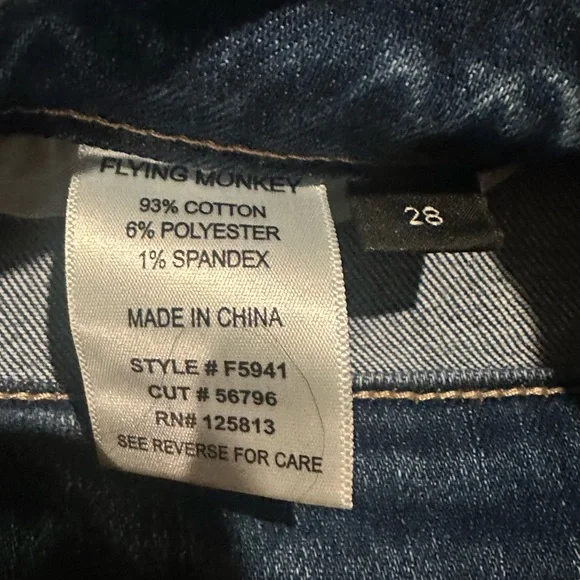 FLYING MONKEY
93% COTTON
6% POLYESTER
1% SPANDEX
MADE IN CHINA
STYLE # F5941
CUT # 56796
RN# 125813
SEE REVERSE FOR CARE
28